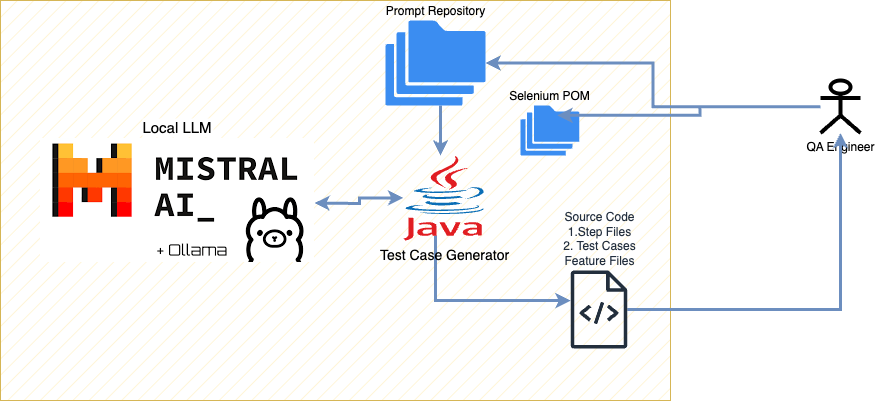 Prompt Repository
Selenium POM
Local LLM
MISTRAL
AI_
+ Ollama
QA Engineer
Java
Test Case Generator
Source Code
1.Step Files
2. Test Cases
Feature Files
</>